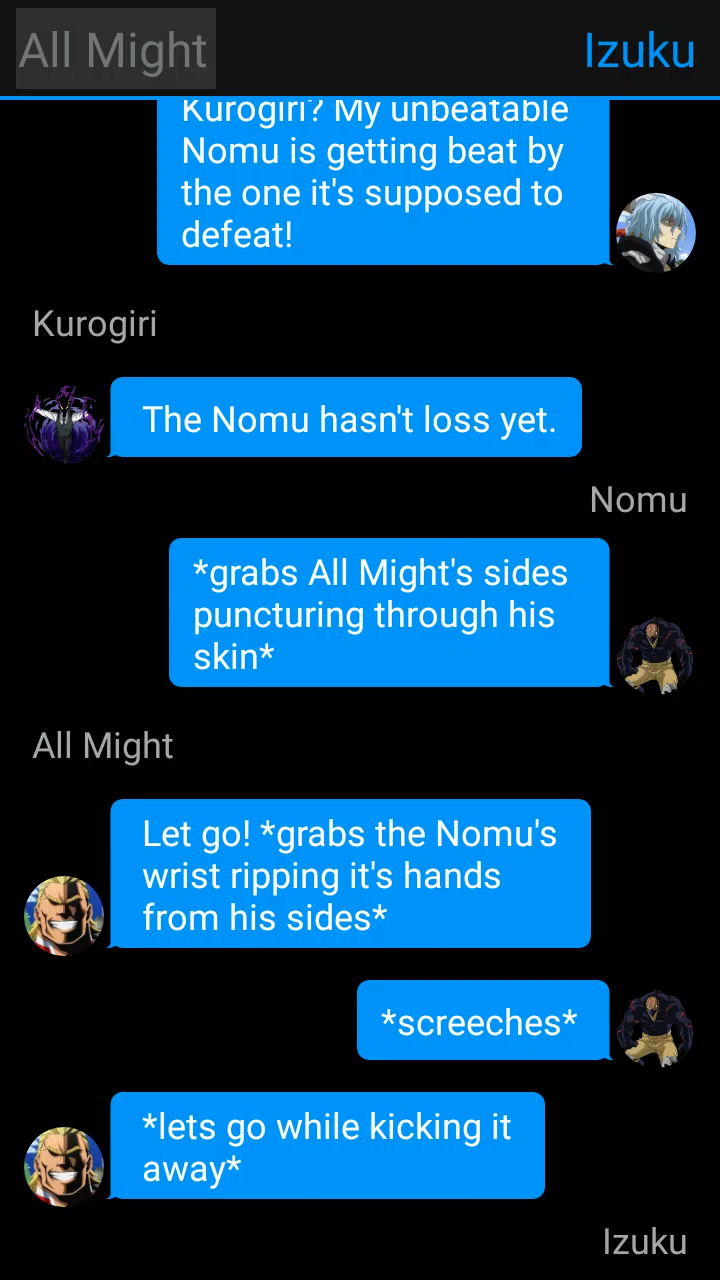 All Might
Izuku
Kurogiri? My unbeatable
Nomu is getting beat by
the one it's supposed to
defeat!
Kurogiri
The Nomu hasn't loss yet.
Nomu
*grabs All Might's sides
puncturing through his
skin*
All Might
Let go! *grabs the Nomu's
wrist ripping it's hands
from his sides*
*screeches*
*lets go while kicking it
away*
Izuku